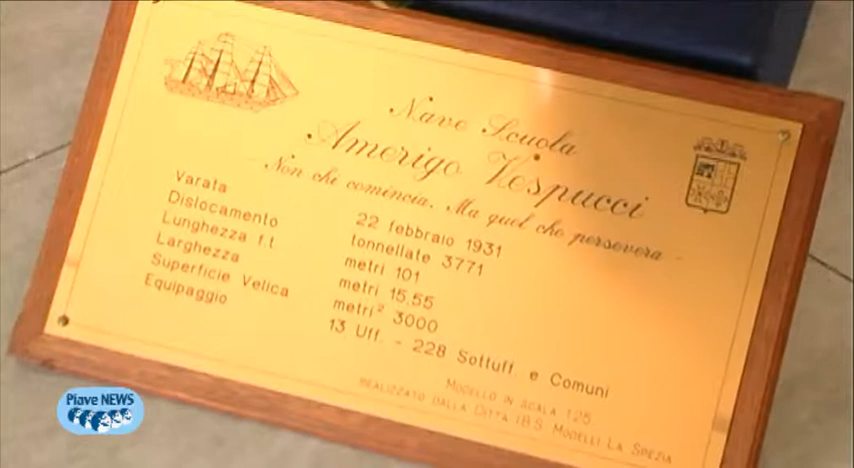 Nave Scuola
Amerigo Vespucci
Non chi comincia. Ma quel che persevera
Varata 22 febbraio 1931
Dislocamento tonnellate 3771
Lunghezza f.t metri 101
Larghezza metri 15.55
Superficie Velica metri² 3000
Equipaggio 13 Uff. - 228 Sottuff. e Comuni
MODELLO IN SCALA 1:25
REALIZZATO DALLA DITTA I.B.S. MODELLI LA SPEZIA
Piave NEWS